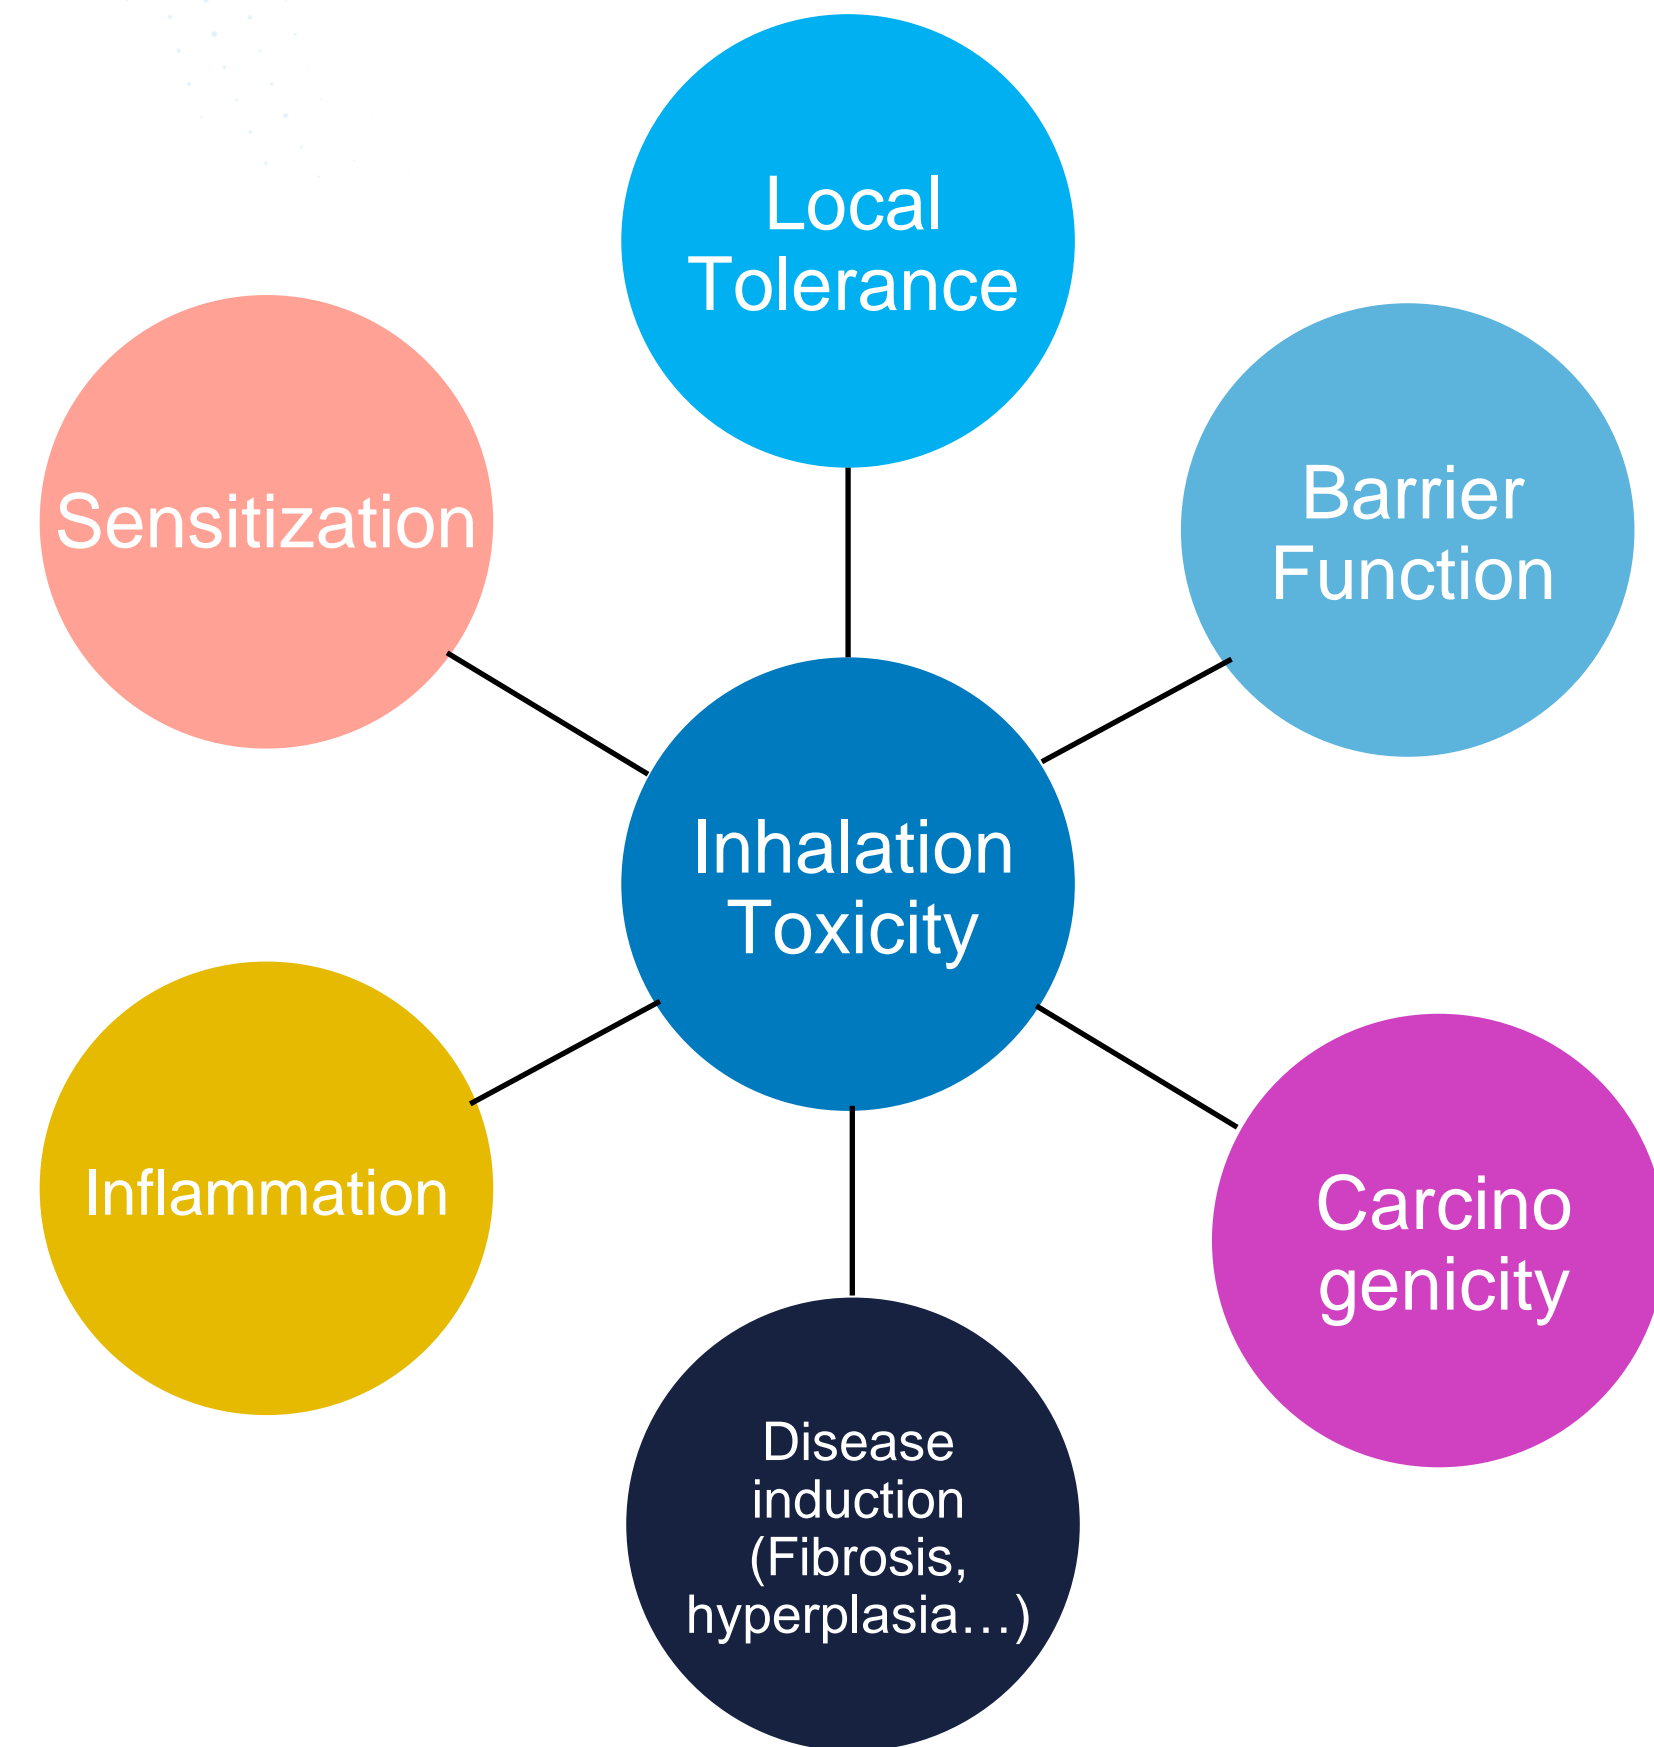 Local
Tolerance
Sensitization
Barrier
Function
Inhalation
Toxicity
Inflammation
Carcino
genicity
Disease
induction
(Fibrosis,
hyperplasia…)